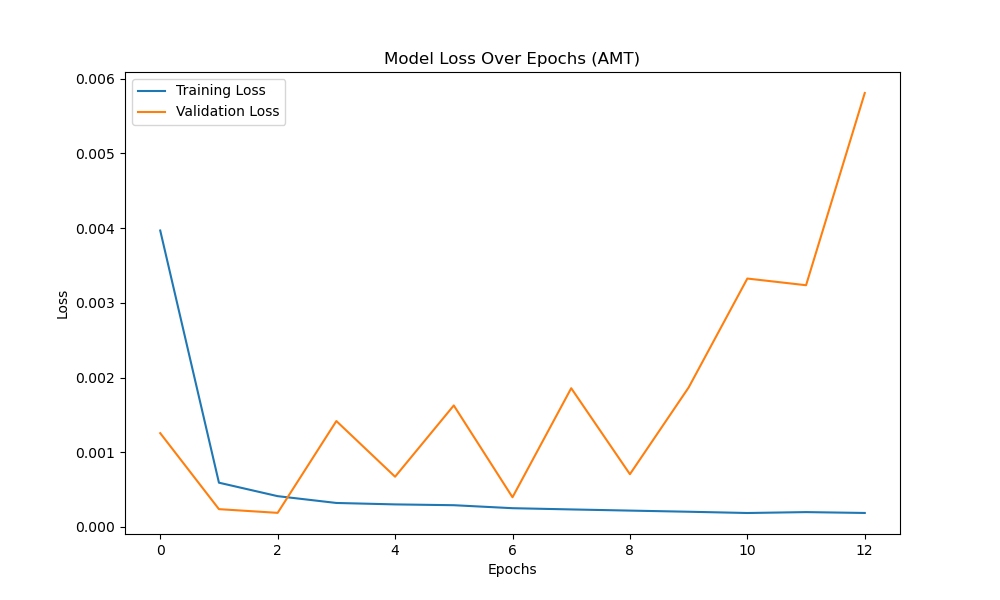 Model Loss Over Epochs (AMT)
Training Loss
Validation Loss
0.006
0.005
0.004
0.003
0.002
0.001
0.000
Loss
0 2 4 6 8 10 12
Epochs